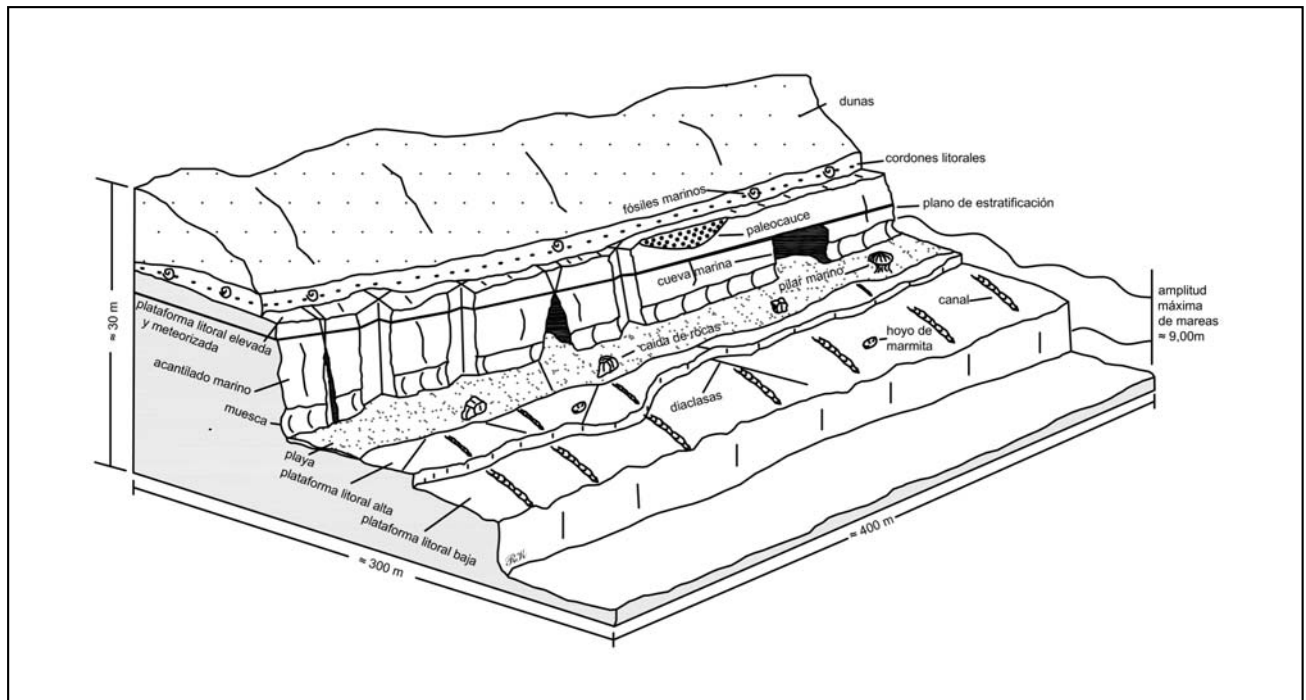 dunas
cordones litorales
fósiles marinos
plano de estratificación
paleocauce
cueva marina
pilar marino
canal
amplitud
máxima
de mareas
≈ 9,00m
hoyo de
marmita
caída de rocas
diaclasas
≈ 30 m
plataforma litoral elevada
y meteorizada
acantilado marino
muesca
playa
plataforma litoral alta
plataforma litoral baja
≈ 300 m
≈ 400 m
RK